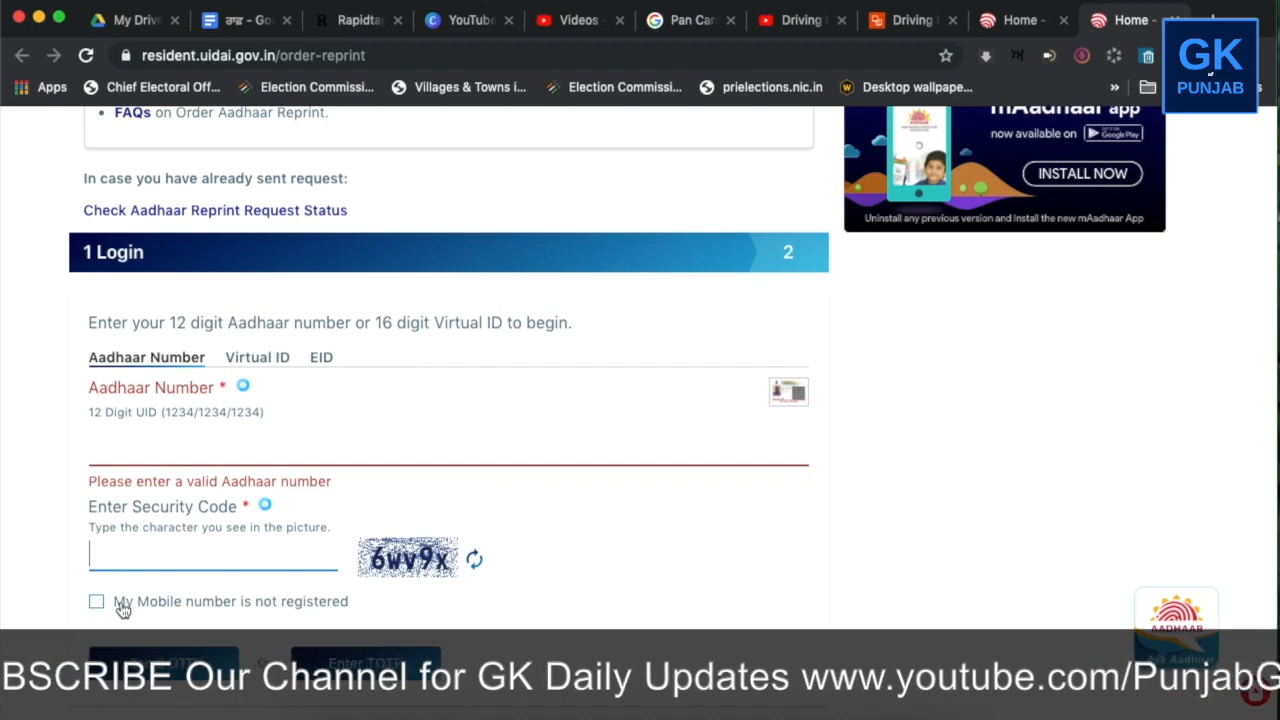 My Drive
ਰਾਫ਼ - Go
Rapidta
YouTube
Videos -
Pan Car
Driving
Driving
Home -
Home -
resident.uidai.gov.in/order-reprint
GK
of
PUNJAB
Apps
Chief Electoral Off...
Election Commissi...
Villages & Towns i...
Election Commissi...
prielections.nic.in
Desktop wallpape...
»
• FAQs on Order Aadhaar Reprint.
mAadhaar app
now available on
Google Play
INSTALL NOW
Uninstall any previous version and Install the new mAadhaar App
In case you have already sent request:
Check Aadhaar Reprint Request Status
1 Login
2
Enter your 12 digit Aadhaar number or 16 digit Virtual ID to begin.
Aadhaar Number Virtual ID EID
Aadhaar Number *
12 Digit UID (1234/1234/1234)
Please enter a valid Aadhaar number
Enter Security Code *
Type the character you see in the picture.
6wv9x
My Mobile number is not registered
AADHAAR
Enter TOTP
BSCRIBE Our Channel for GK Daily Updates www.youtube.com/PunjabG